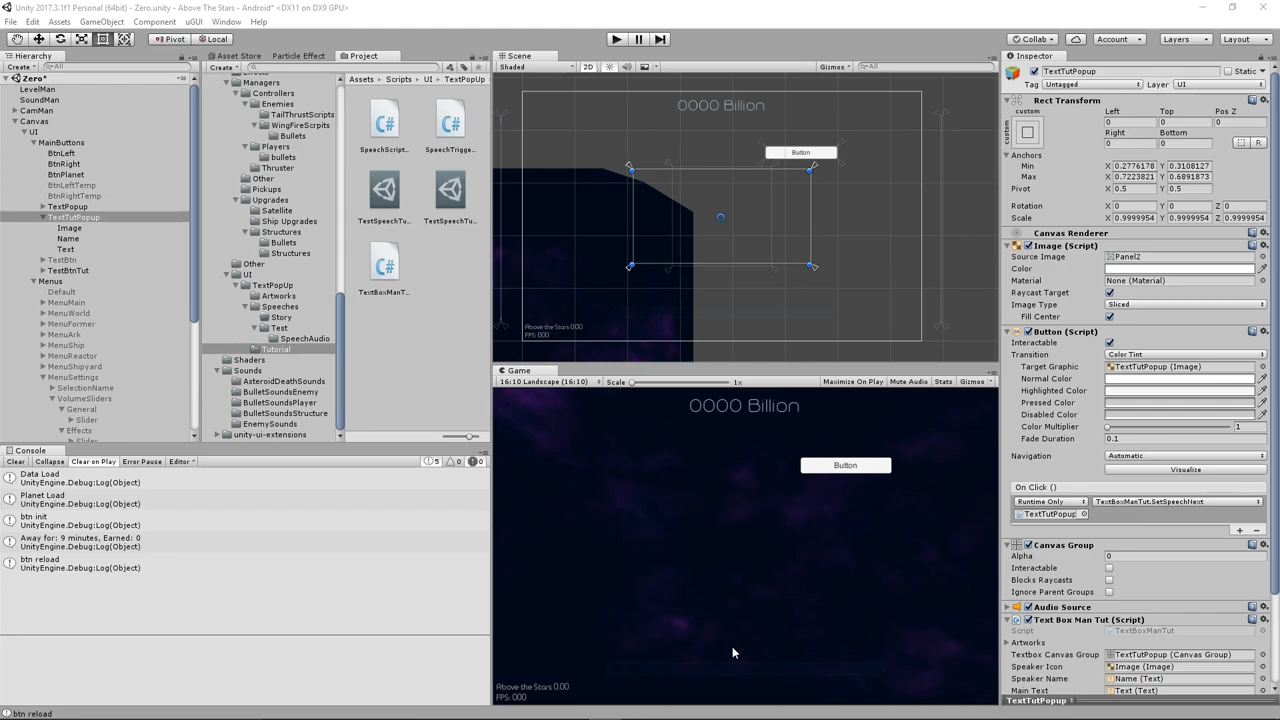 Unity 2017.3.1f1 Personal (64bit) - Zero.unity - Above The Stars - Android* <DX11 on DX9 GPU>
File Edit Assets GameObject Component uGUI Window Help
Pivot Local Collab Account Layers Layout
Hierarchy
Create All
Zero*
LevelMan
SoundMan
CamMan
Canvas
UI
MainButtons
BtnLeft
BtnRight
BtnPlanet
BtnLeftTemp
BtnRightTemp
TextPopup
TextTutPopup
Image
Name
Text
TestBtn
TestBtnTut
Menus
Default
MenuMain
MenuWorld
MenuFormer
MenuArk
MenuShip
MenuReactor
MenuShipyard
MenuSettings
SelectionName
VolumeSliders
General
Slider
Effects
Slider
Asset Store Particle Effect Project
Create
Managers
Controllers
Enemies
TailThrustScripts
WingFireScripts
Bullets
Players
bullets
Thruster
Other
Pickups
Upgrades
Satellite
Ship Upgrades
Structures
Bullets
Structures
Other
UI
TextPopUp
Artworks
Speeches
Story
Test
SpeechAudio
Tutorial
Shaders
Sounds
AsteroidDeathSounds
BulletSoundsEnemy
BulletSoundsPlayer
BulletSoundsStructure
EnemySounds
unity-ui-extensions
Assets Scripts UI TextPopUp
SpeechScript... SpeechTrigge...
TestSpeechTu... TestSpeechTu...
TextBoxManT...
Console
Clear Collapse Clear on Play Error Pause Editor 5 0 0
Data Load
UnityEngine.Debug:Log(Object)
Planet Load
UnityEngine.Debug:Log(Object)
btn init
UnityEngine.Debug:Log(Object)
Away for: 9 minutes, Earned: 0
UnityEngine.Debug:Log(Object)
btn reload
UnityEngine.Debug:Log(Object)
btn reload
Scene
Shaded 2D Gizmos All
0000 Billion
Button
Above the Stars 0.00
FPS: 000
Game
16:10 Landscape (16:10) Scale 1x Maximize On Play Mute Audio Stats Gizmos
0000 Billion
Button
Above the Stars 0.00
FPS: 000
Inspector
TextTutPopup Static
Tag Untagged Layer UI
Rect Transform
custom Left Top Pos Z
custom 0 0 0
Right Bottom
0 0 R
Anchors
Min X 0.2776178 Y 0.3108127
Max X 0.7223821 Y 0.6891873
Pivot X 0.5 Y 0.5
Rotation X 0 Y 0 Z 0
Scale X 0.9999954 Y 0.9999954 Z 0.9999954
Canvas Renderer
Image (Script)
Source Image Panel2
Color
Material None (Material)
Raycast Target
Image Type Sliced
Fill Center
Button (Script)
Interactable
Transition Color Tint
Target Graphic TextTutPopup (Image)
Normal Color
Highlighted Color
Pressed Color
Disabled Color
Color Multiplier 1
Fade Duration 0.1
Navigation Automatic
Visualize
On Click ()
Runtime Only TextBoxManTut.SetSpeechNext
TextTutPopup
Canvas Group
Alpha 0
Interactable
Blocks Raycasts
Ignore Parent Groups
Audio Source
Text Box Man Tut (Script)
Script TextBoxManTut
Artworks
Textbox Canvas Group TextTutPopup (Canvas Group)
Speaker Icon Image (Image)
Speaker Name Name (Text)
Main Text Text (Text)
TextTutPopup